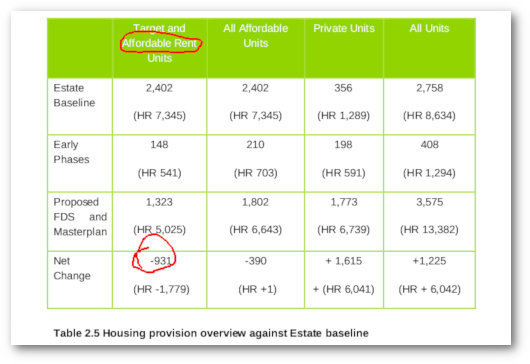 Target and Affordable Rent Units | All Affordable Units | Private Units | All Units
Estate Baseline | 2,402 (HR 7,345) | 2,402 (HR 7,345) | 356 (HR 1,289) | 2,758 (HR 8,634)
Early Phases | 148 (HR 541) | 210 (HR 703) | 198 (HR 591) | 408 (HR 1,294)
Proposed FDS and Masterplan | 1,323 (HR 5,025) | 1,802 (HR 6,643) | 1,773 (HR 6,739) | 3,575 (HR 13,382)
Net Change | -931 (HR -1,779) | -390 (HR +1) | + 1,615 + (HR 6,041) | +1,225 (HR + 6,042)
Table 2.5 Housing provision overview against Estate baseline